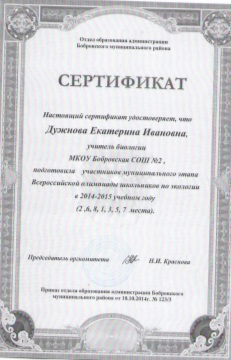 Отдел образования администрации
Бобровского муниципального района
СЕРТИФИКАТ
Настоящий сертификат удостоверяет, что
Дужнова Екатерина Ивановна,
учитель биологии
МКОУ Бобровская СОШ №2 ,
подготовила участников муниципального этапа
Всероссийской олимпиады школьников по экологии
в 2014-2015 учебном году
(2 ,6, 8, 1, 3, 5, 7 места).
Председатель оргкомитета Н.И. Краснова
Приказ отдела образования администрации Бобровского
муниципального района от 10.10.2014г. № 123/3